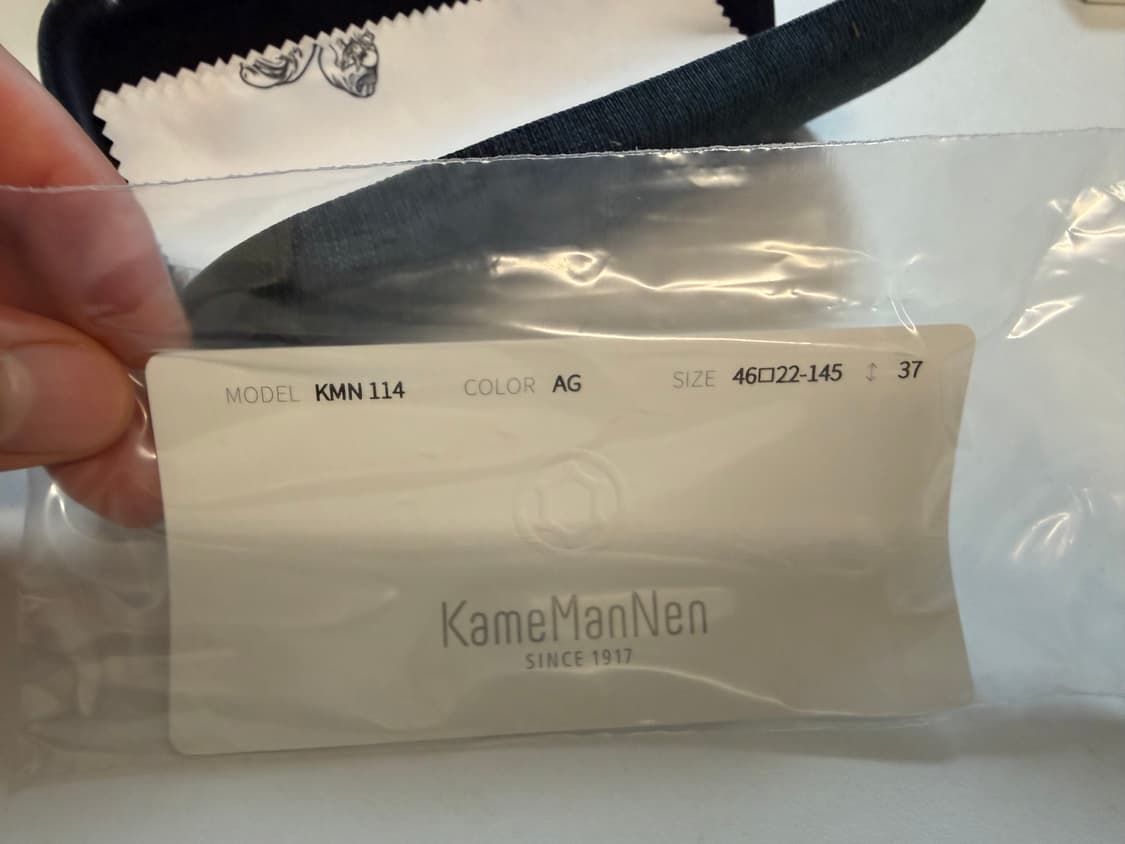 MODEL KMN 114 COLOR AG SIZE 46□22-145 ↕ 37
KameManNen
SINCE 1917